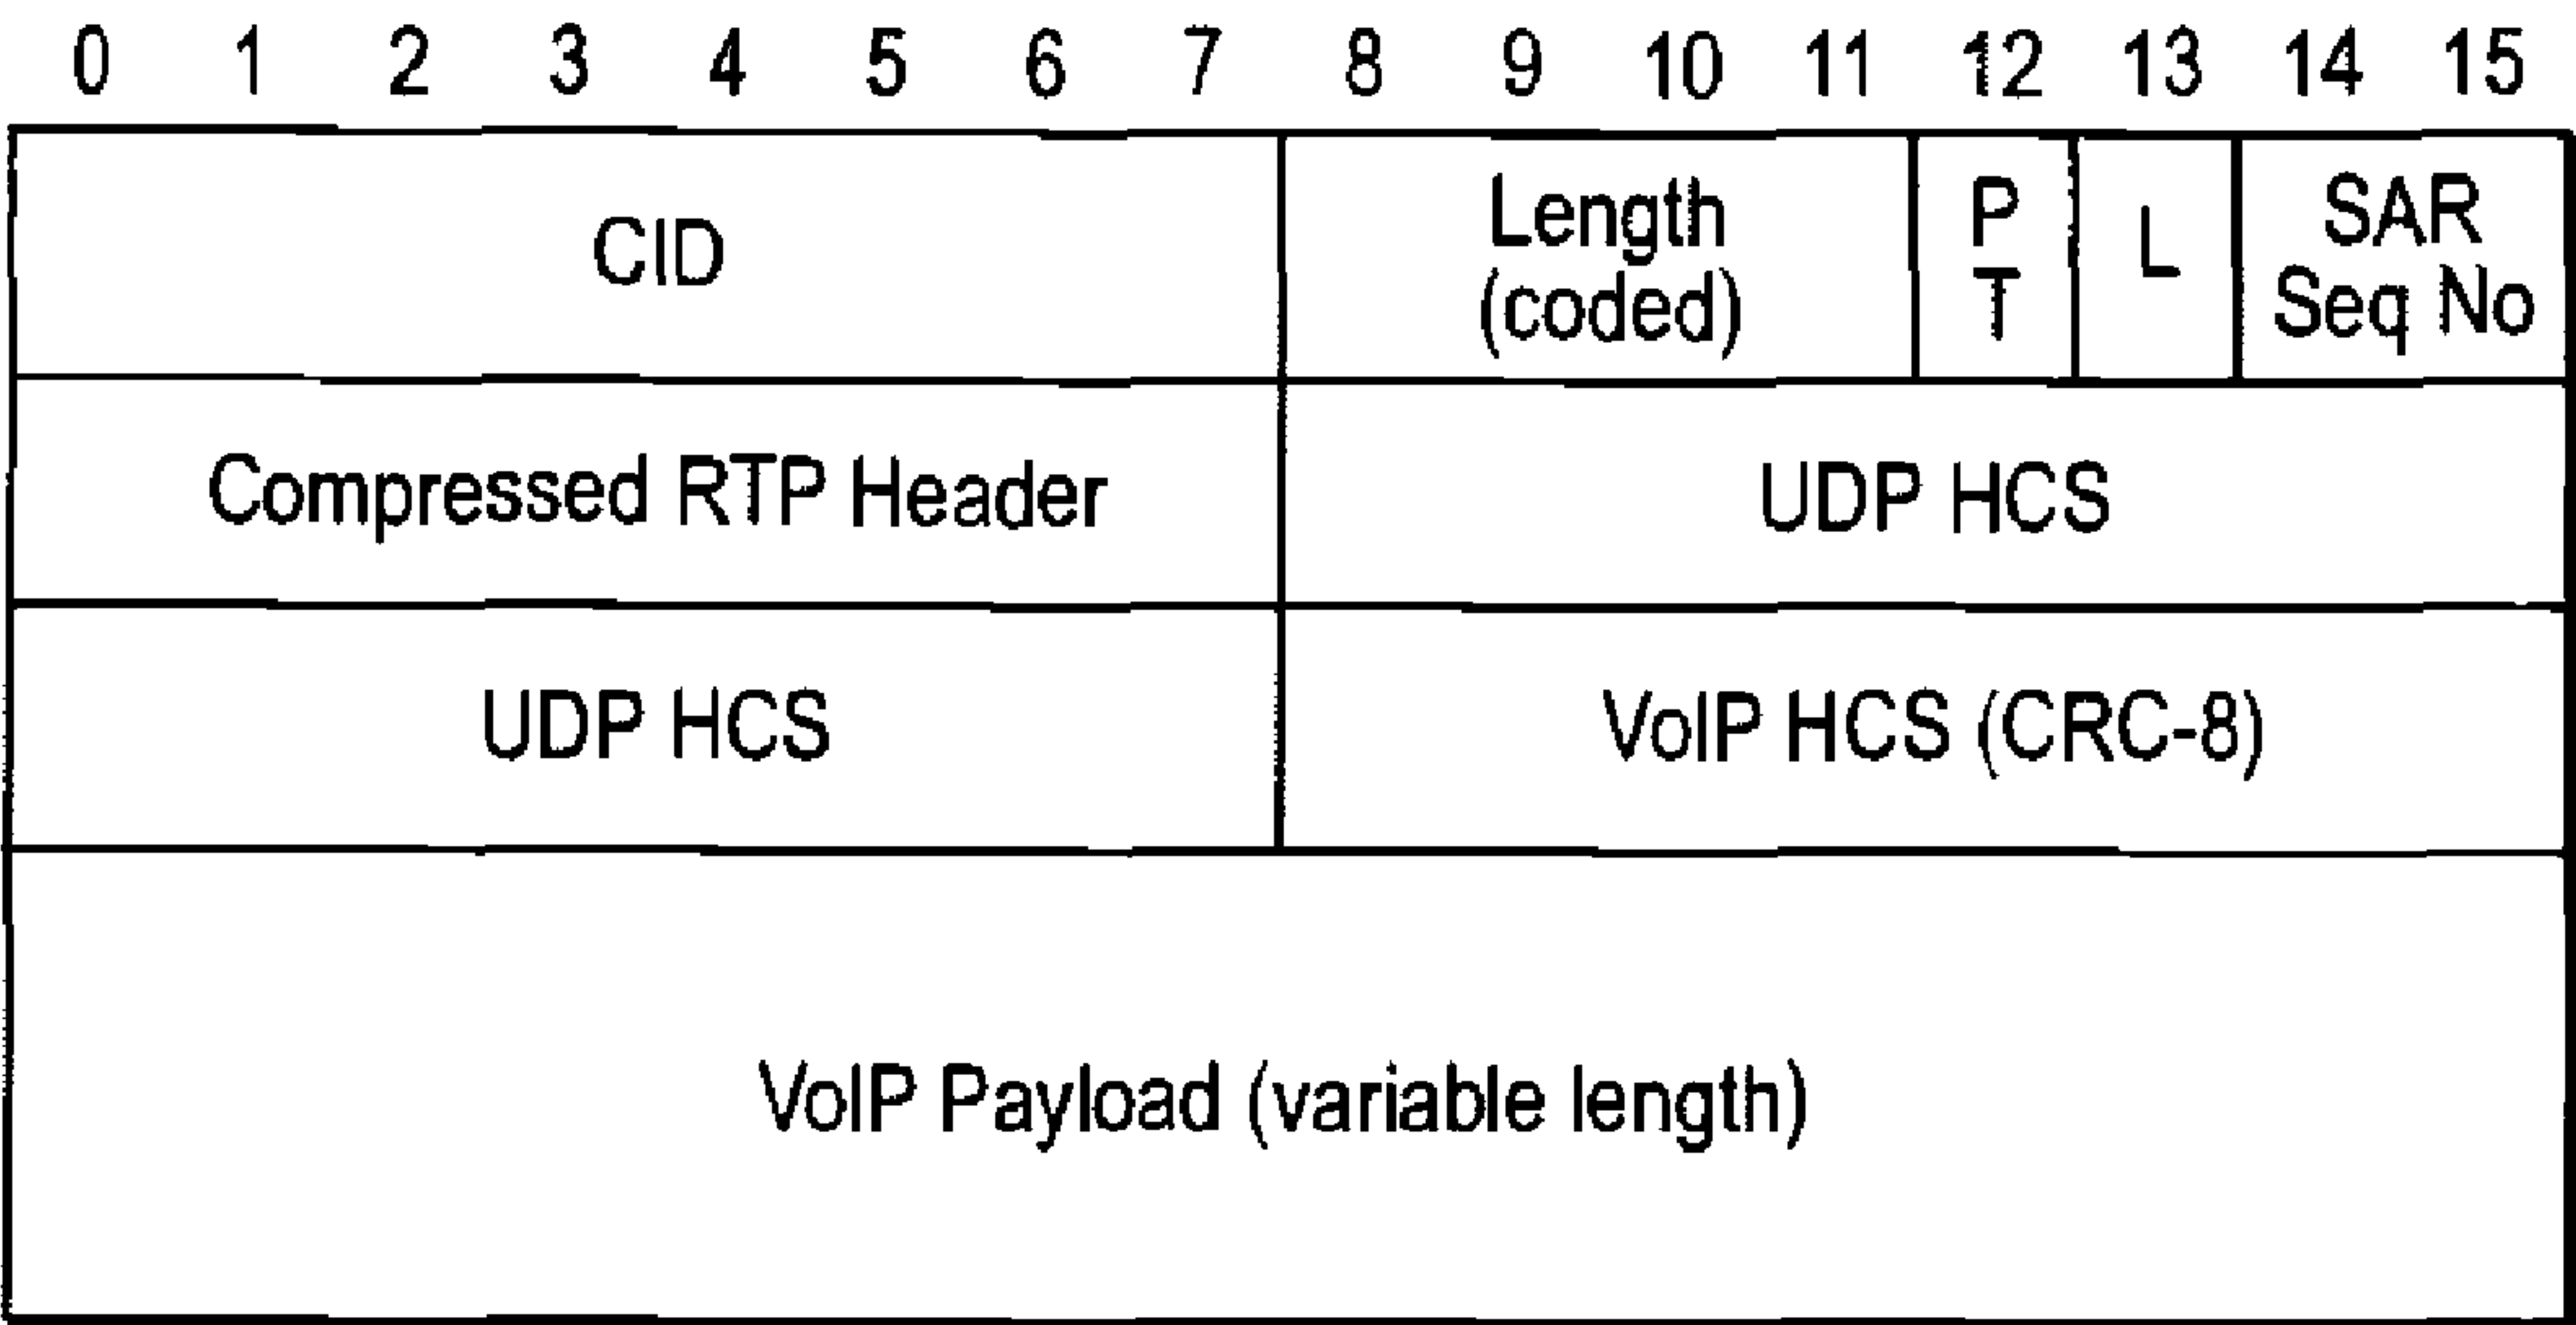 0 1 2 3 4 5 6 7 8 9 10 11 12 13 14 15
CID
Length
(coded)
P
T
L
SAR
Seq No
Compressed RTP Header
UDP HCS
UDP HCS
VoIP HCS (CRC-8)
VoIP Payload (variable length)